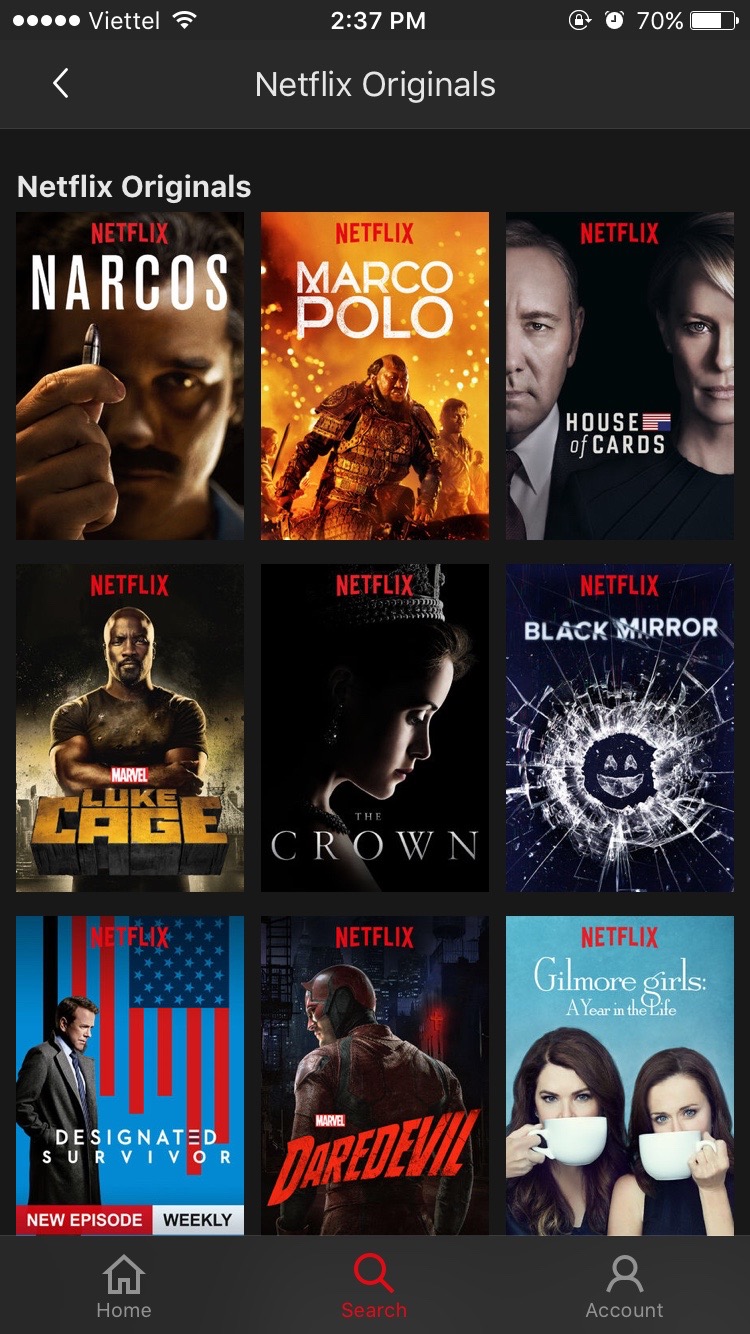 Viettel 2:37 PM 70%
Netflix Originals
Netflix Originals
NETFLIX
NARCOS
NETFLIX
MARCO
POLO
NETFLIX
HOUSE
of CARDS
NETFLIX
MARVEL
LUKE
CAGE
NETFLIX
THE
CROWN
NETFLIX
BLACK MIRROR
NETFLIX
DESIGNATED
SURVIVOR
NEW EPISODE WEEKLY
NETFLIX
MARVEL
DAREDEVIL
NETFLIX
Gilmore girls:
A Year in the Life
Home Search Account